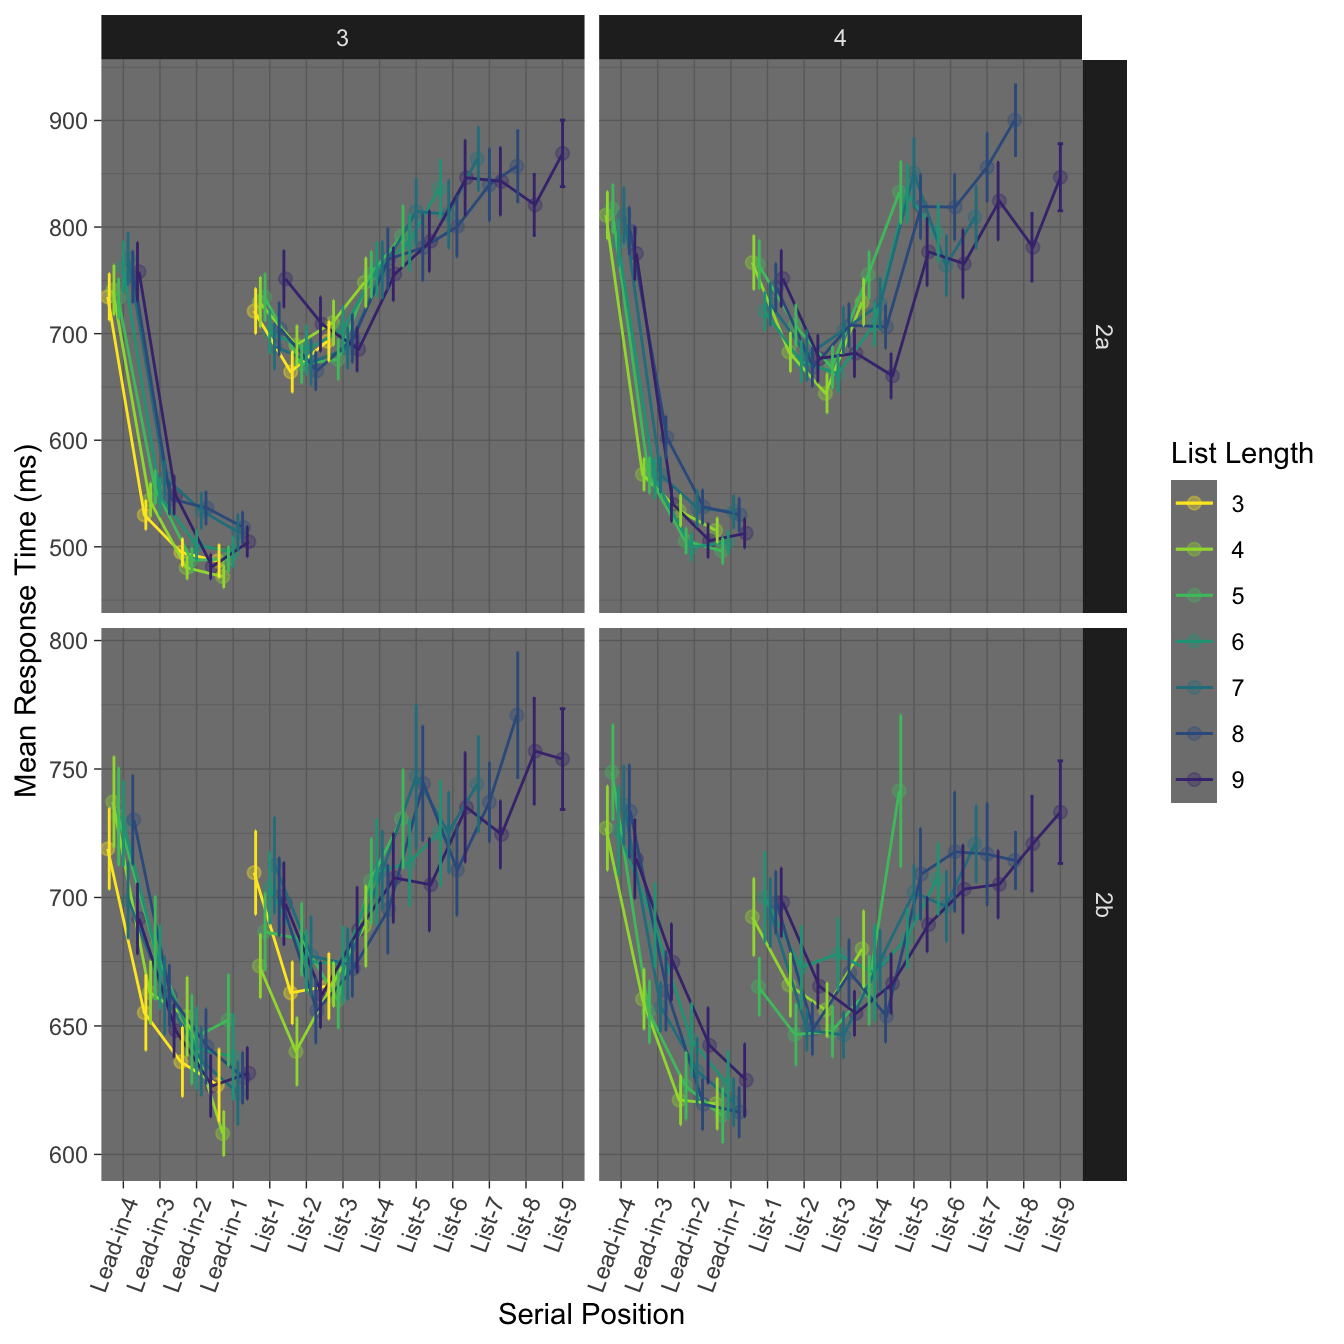 3
4
900
800
700
600
500
2a
800
750
700
650
600
2b
Mean Response Time (ms)
Lead-in-4
Lead-in-3
Lead-in-2
Lead-in-1
List-1
List-2
List-3
List-4
List-5
List-6
List-7
List-8
List-9
Lead-in-4
Lead-in-3
Lead-in-2
Lead-in-1
List-1
List-2
List-3
List-4
List-5
List-6
List-7
List-8
List-9
Serial Position
List Length
3
4
5
6
7
8
9